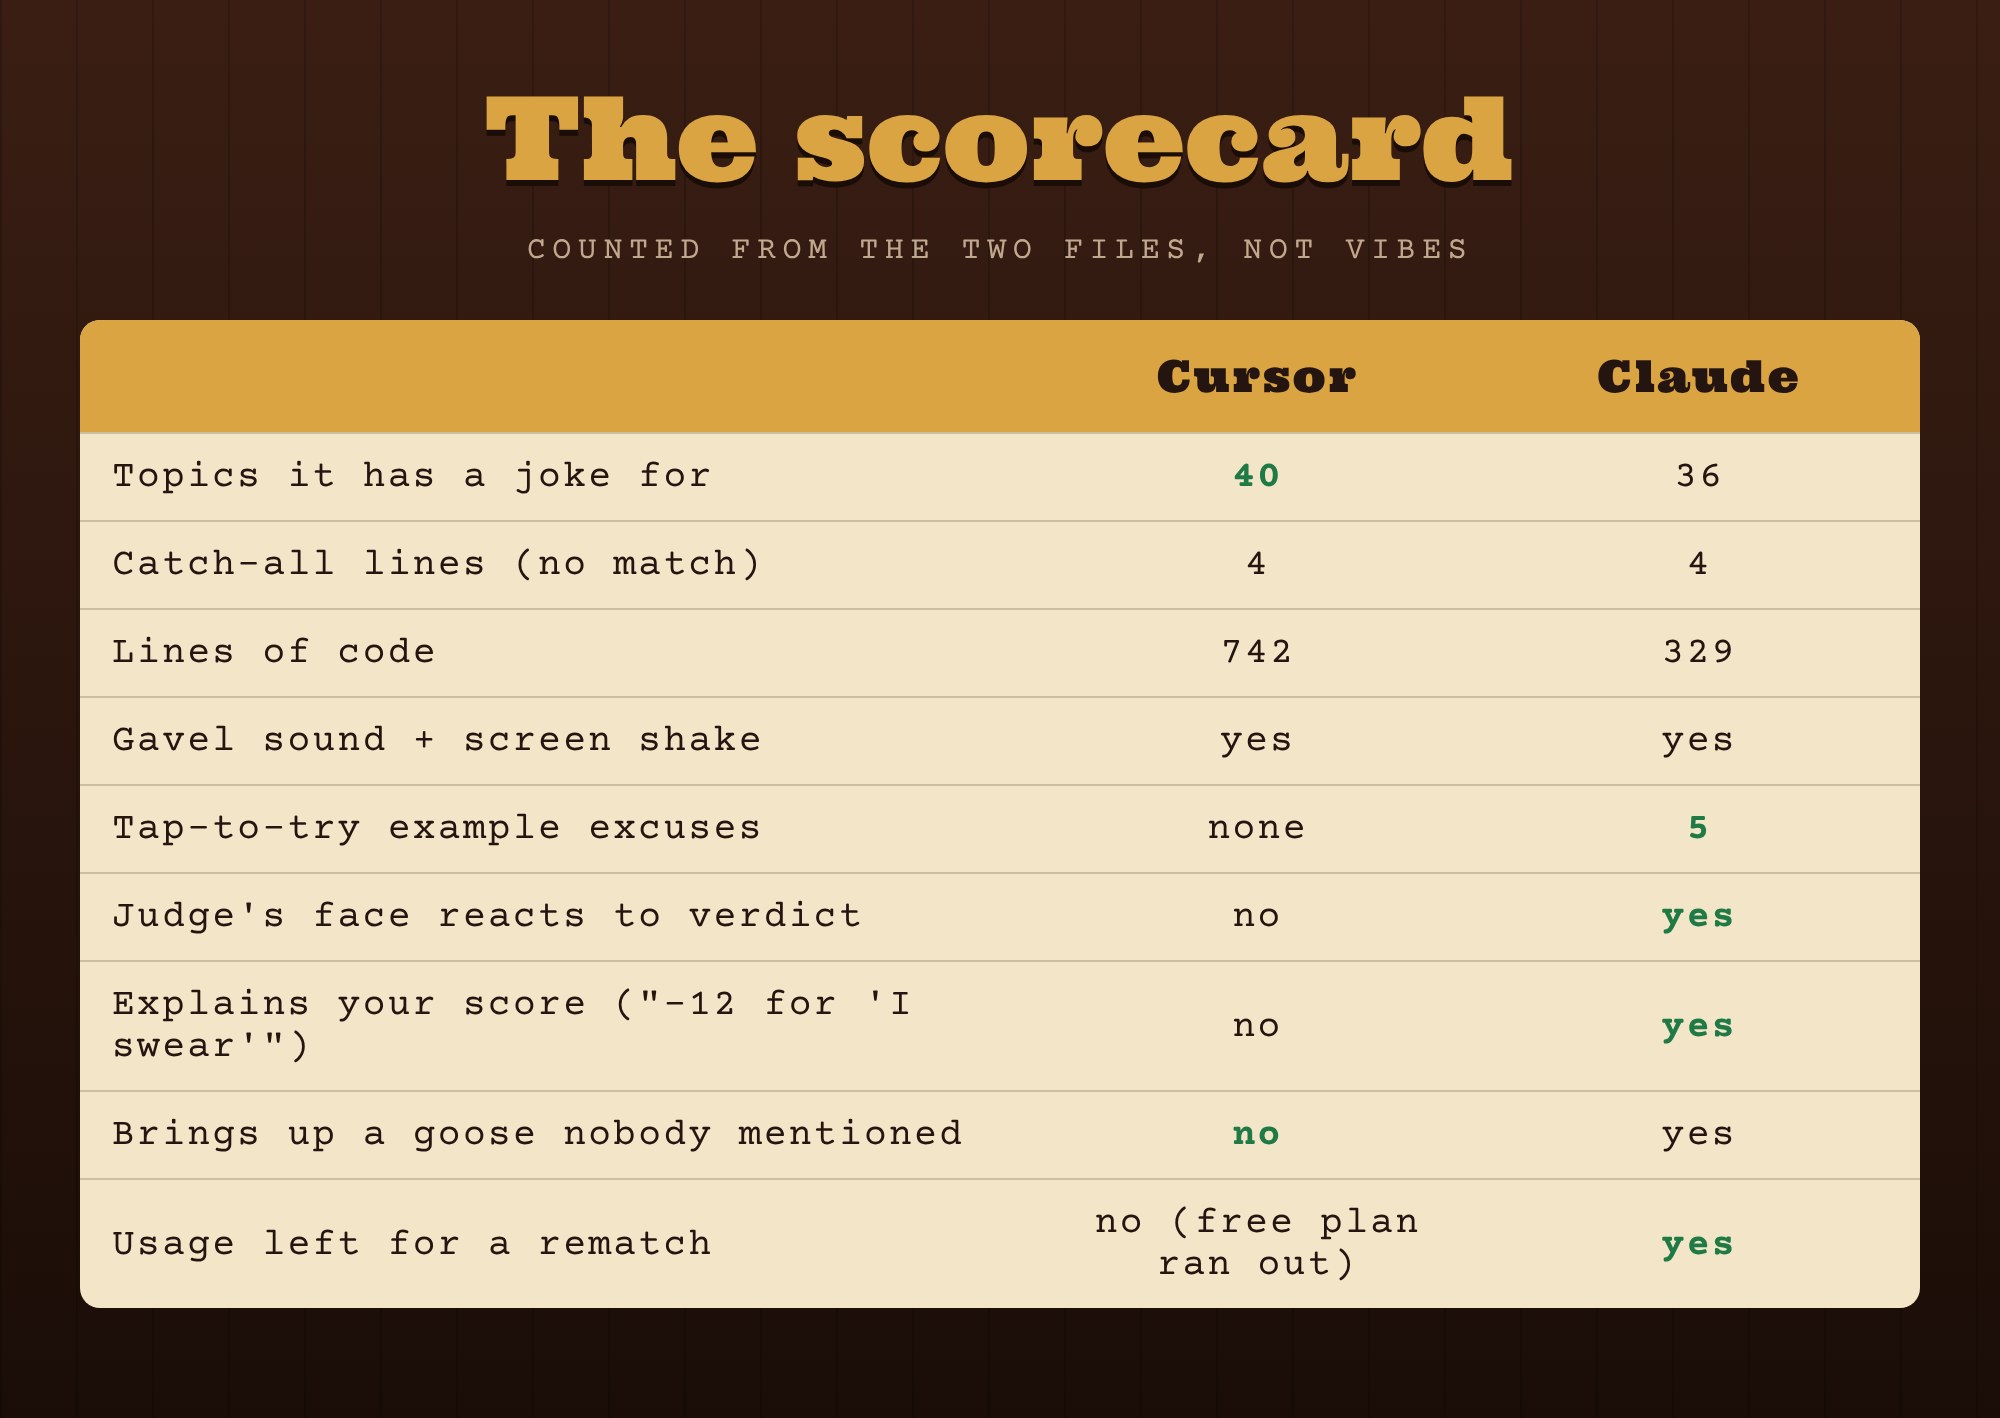 The scorecard
COUNTED FROM THE TWO FILES, NOT VIBES
Cursor Claude
Topics it has a joke for 40 36
Catch-all lines (no match) 4 4
Lines of code 742 329
Gavel sound + screen shake yes yes
Tap-to-try example excuses none 5
Judge's face reacts to verdict no yes
Explains your score ("-12 for 'I
swear'") no yes
Brings up a goose nobody mentioned no yes
Usage left for a rematch no (free plan
ran out) yes